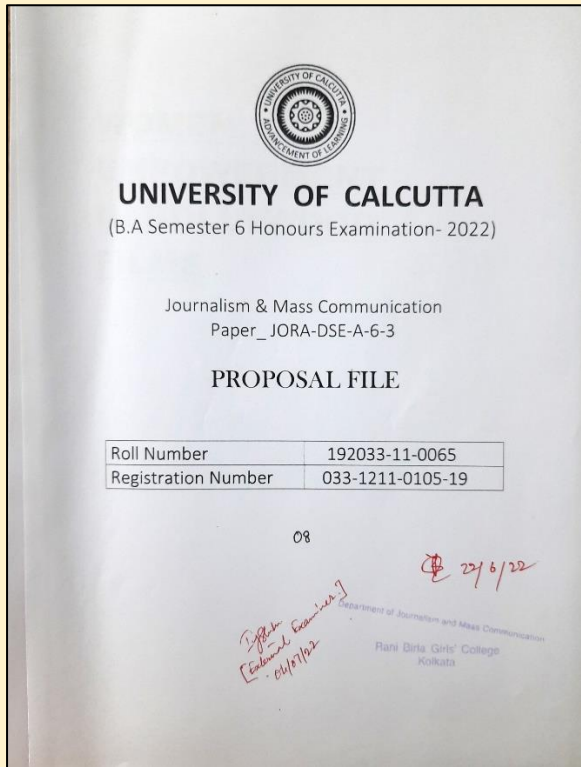 UNIVERSITY OF CALCUTTA
ADVANCEMENT OF LEARNING
UNIVERSITY OF CALCUTTA
(B.A Semester 6 Honours Examination- 2022)
Journalism & Mass Communication
Paper_ JORA-DSE-A-6-3
PROPOSAL FILE
Roll Number 192033-11-0065
Registration Number 033-1211-0105-19
08
22/6/22
[External Examiner]
04/07/22
Department of Journalism and Mass Communication
Rani Birla Girls' College
Kolkata